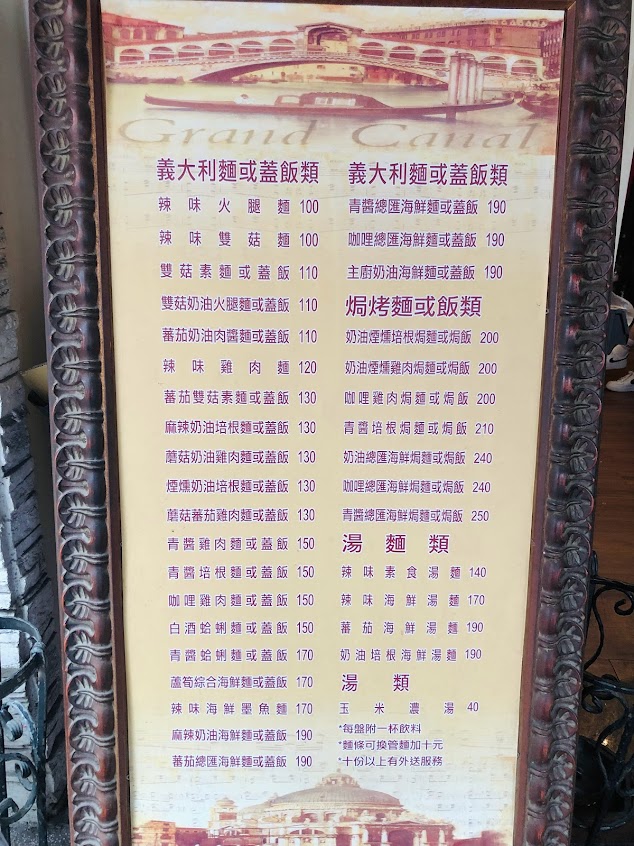 Grand Canal
義大利麵或蓋飯類
辣味火腿麵 100
辣味雙菇麵 100
雙菇素麵或蓋飯 110
雙菇奶油火腿麵或蓋飯 110
蕃茄奶油肉醬麵或蓋飯 110
辣味雞肉麵 120
蕃茄雙菇素麵或蓋飯 130
麻辣奶油培根麵或蓋飯 130
蘑菇奶油雞肉麵或蓋飯 130
煙燻奶油培根麵或蓋飯 130
蘑菇蕃茄雞肉麵或蓋飯 130
青醬雞肉麵或蓋飯 150
青醬培根麵或蓋飯 150
咖哩雞肉麵或蓋飯 150
白酒蛤蜊麵或蓋飯 150
青醬蛤蜊麵或蓋飯 170
蘆筍綜合海鮮麵或蓋飯 170
辣味海鮮墨魚麵 170
麻辣奶油海鮮麵或蓋飯 190
蕃茄總匯海鮮麵或蓋飯 190
義大利麵或蓋飯類
青醬總匯海鮮麵或蓋飯 190
咖哩總匯海鮮麵或蓋飯 190
主廚奶油海鮮麵或蓋飯 190
焗烤麵或飯類
奶油煙燻培根焗麵或焗飯 200
奶油煙燻雞肉焗麵或焗飯 200
咖哩雞肉焗麵或焗飯 200
青醬培根焗麵或焗飯 210
奶油總匯海鮮焗麵或焗飯 240
咖哩總匯海鮮焗麵或焗飯 240
青醬總匯海鮮焗麵或焗飯 250
湯麵類
辣味素食湯麵 140
辣味海鮮湯麵 170
蕃茄海鮮湯麵 190
奶油培根海鮮湯麵 190
湯類
玉米濃湯 40
*每盤附一杯飲料
*麵條可換管麵加十元
*十份以上有外送服務